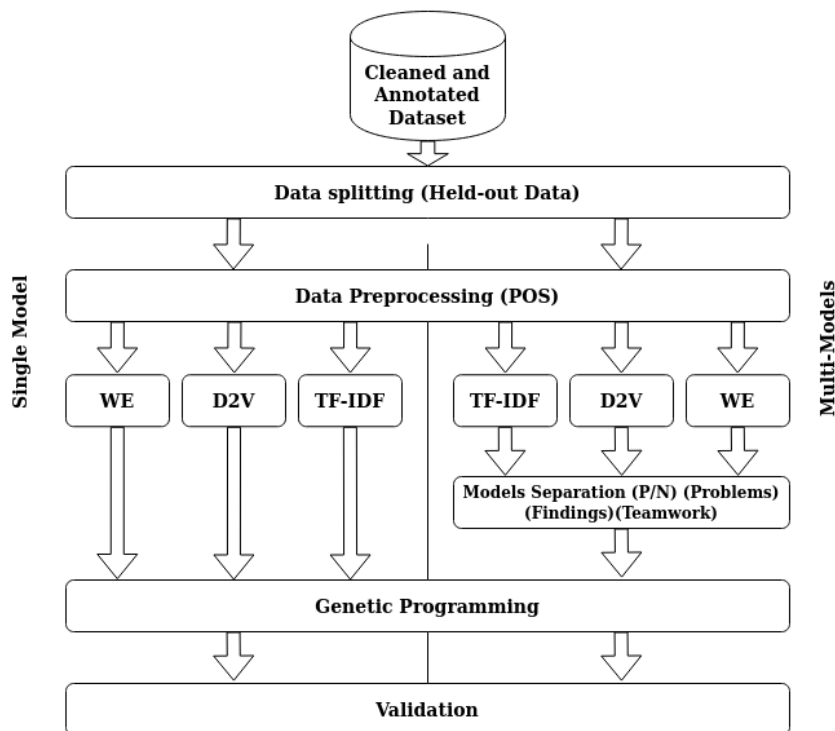 Cleaned and
Annotated
Dataset
Data splitting (Held-out Data)
Single Model
Multi-Models
Data Preprocessing (POS)
WE
D2V
TF-IDF
TF-IDF
D2V
WE
Models Separation (P/N) (Problems)
(Findings)(Teamwork)
Genetic Programming
Validation